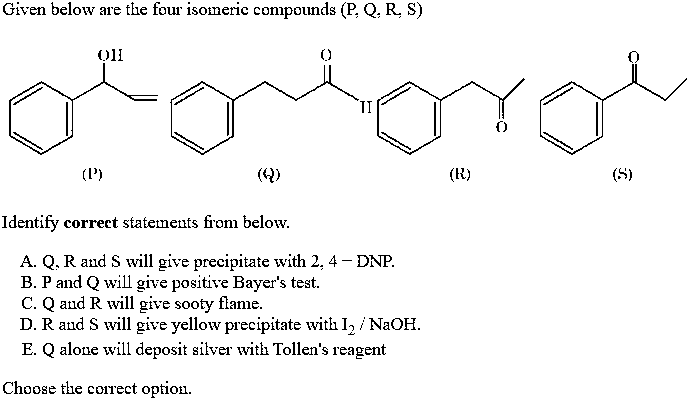 Given below are the four isomeric compounds (P, Q, R, S)
OH
O
H
O
O
(P) (Q) (R) (S)
Identify correct statements from below.
A. Q, R and S will give precipitate with 2, 4 – DNP.
B. P and Q will give positive Bayer's test.
C. Q and R will give sooty flame.
D. R and S will give yellow precipitate with I₂ / NaOH.
E. Q alone will deposit silver with Tollen's reagent
Choose the correct option.